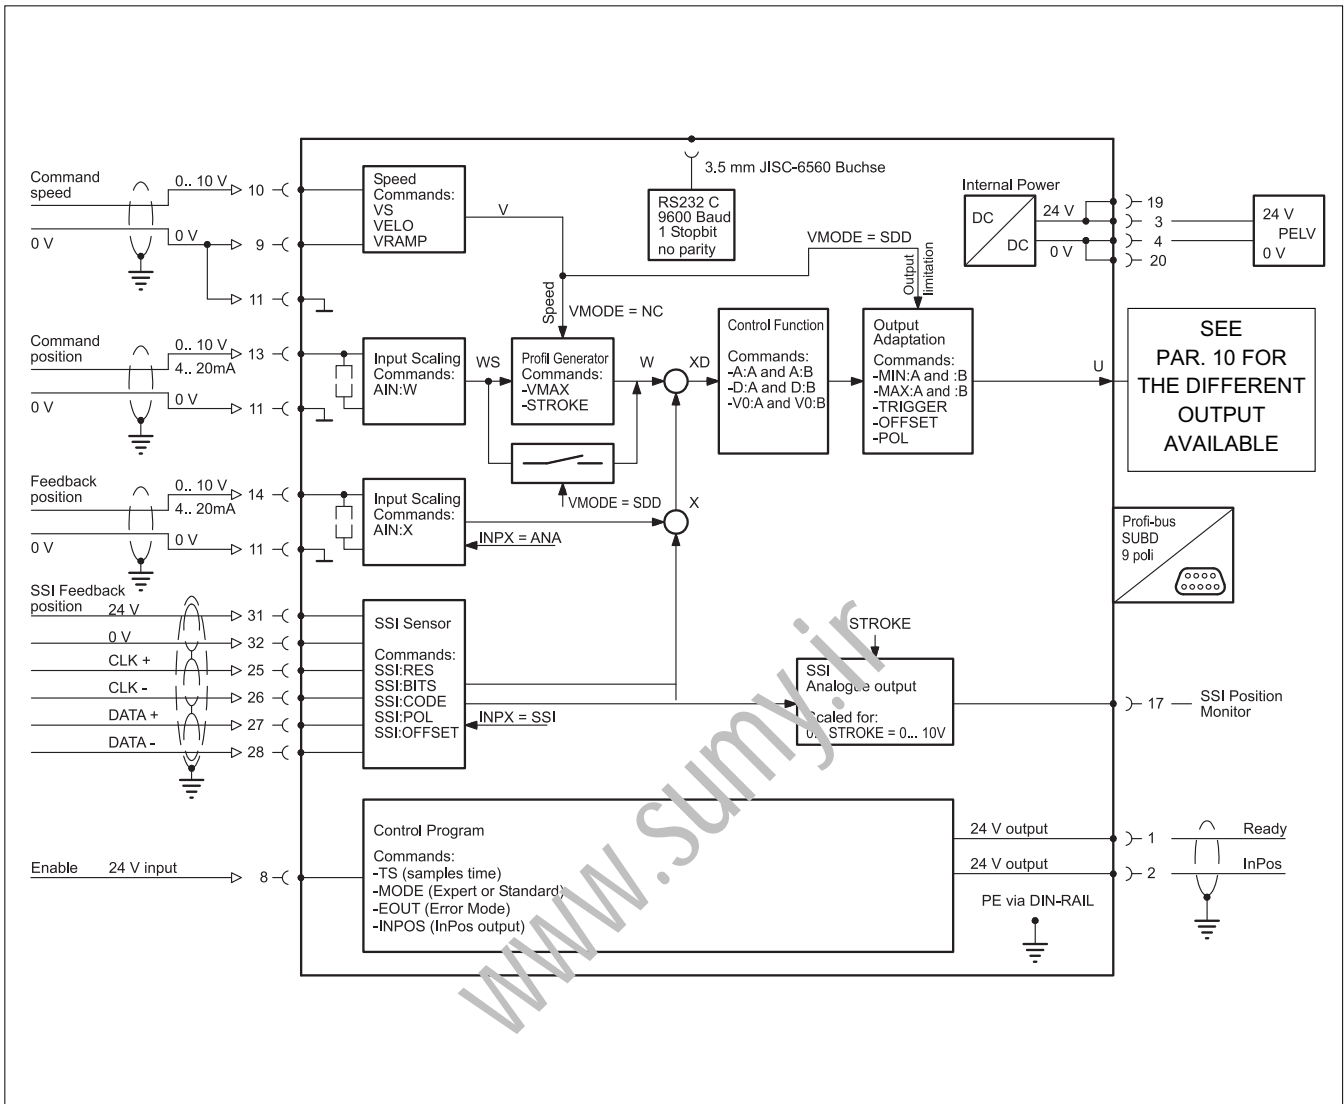 3.5 mm JISC-6560 Buchse
RS232 C
9600 Baud
1 Stopbit
no parity
Command
speed
0.. 10 V
10
0 V
0 V
9
11
Speed
Commands:
VS
VELO
VRAMP
V
VMODE = SDD
Output
limitation
Speed
VMODE = NC
Internal Power
DC
DC
24 V
0 V
19
3
4
20
24 V
PELV
0 V
Command
position
0.. 10 V
4.. 20mA
13
0 V
0 V
11
Input Scaling
Commands:
AIN:W
WS
Profil Generator
Commands:
-VMAX
-STROKE
W
XD
VMODE = SDD
Control Function
Commands:
-A:A and A:B
-D:A and D:B
-V0:A and V0:B
Output
Adaptation
Commands:
-MIN:A and :B
-MAX:A and :B
-TRIGGER
-OFFSET
-POL
U
SEE
PAR. 10 FOR
THE DIFFERENT
OUTPUT
AVAILABLE
Feedback
position
0.. 10 V
4.. 20mA
14
0 V
0 V
11
Input Scaling
Commands:
AIN:X
INPX = ANA
X
Profi-bus
SUBD
9 poli
SSI Feedback
position
24 V
31
0 V
32
CLK +
25
CLK -
26
DATA +
27
DATA -
28
SSI Sensor
Commands:
SSI:RES
SSI:BITS
SSI:CODE
SSI:POL
SSI:OFFSET
INPX = SSI
STROKE
SSI
Analogue output
Scaled for:
0... STROKE = 0... 10V
17
SSI Position
Monitor
Enable
24 V input
8
Control Program
Commands:
-TS (samples time)
-MODE (Expert or Standard)
-EOUT (Error Mode)
-INPOS (InPos output)
24 V output
1
Ready
24 V output
2
InPos
PE via DIN-RAIL
www.sumy.ir